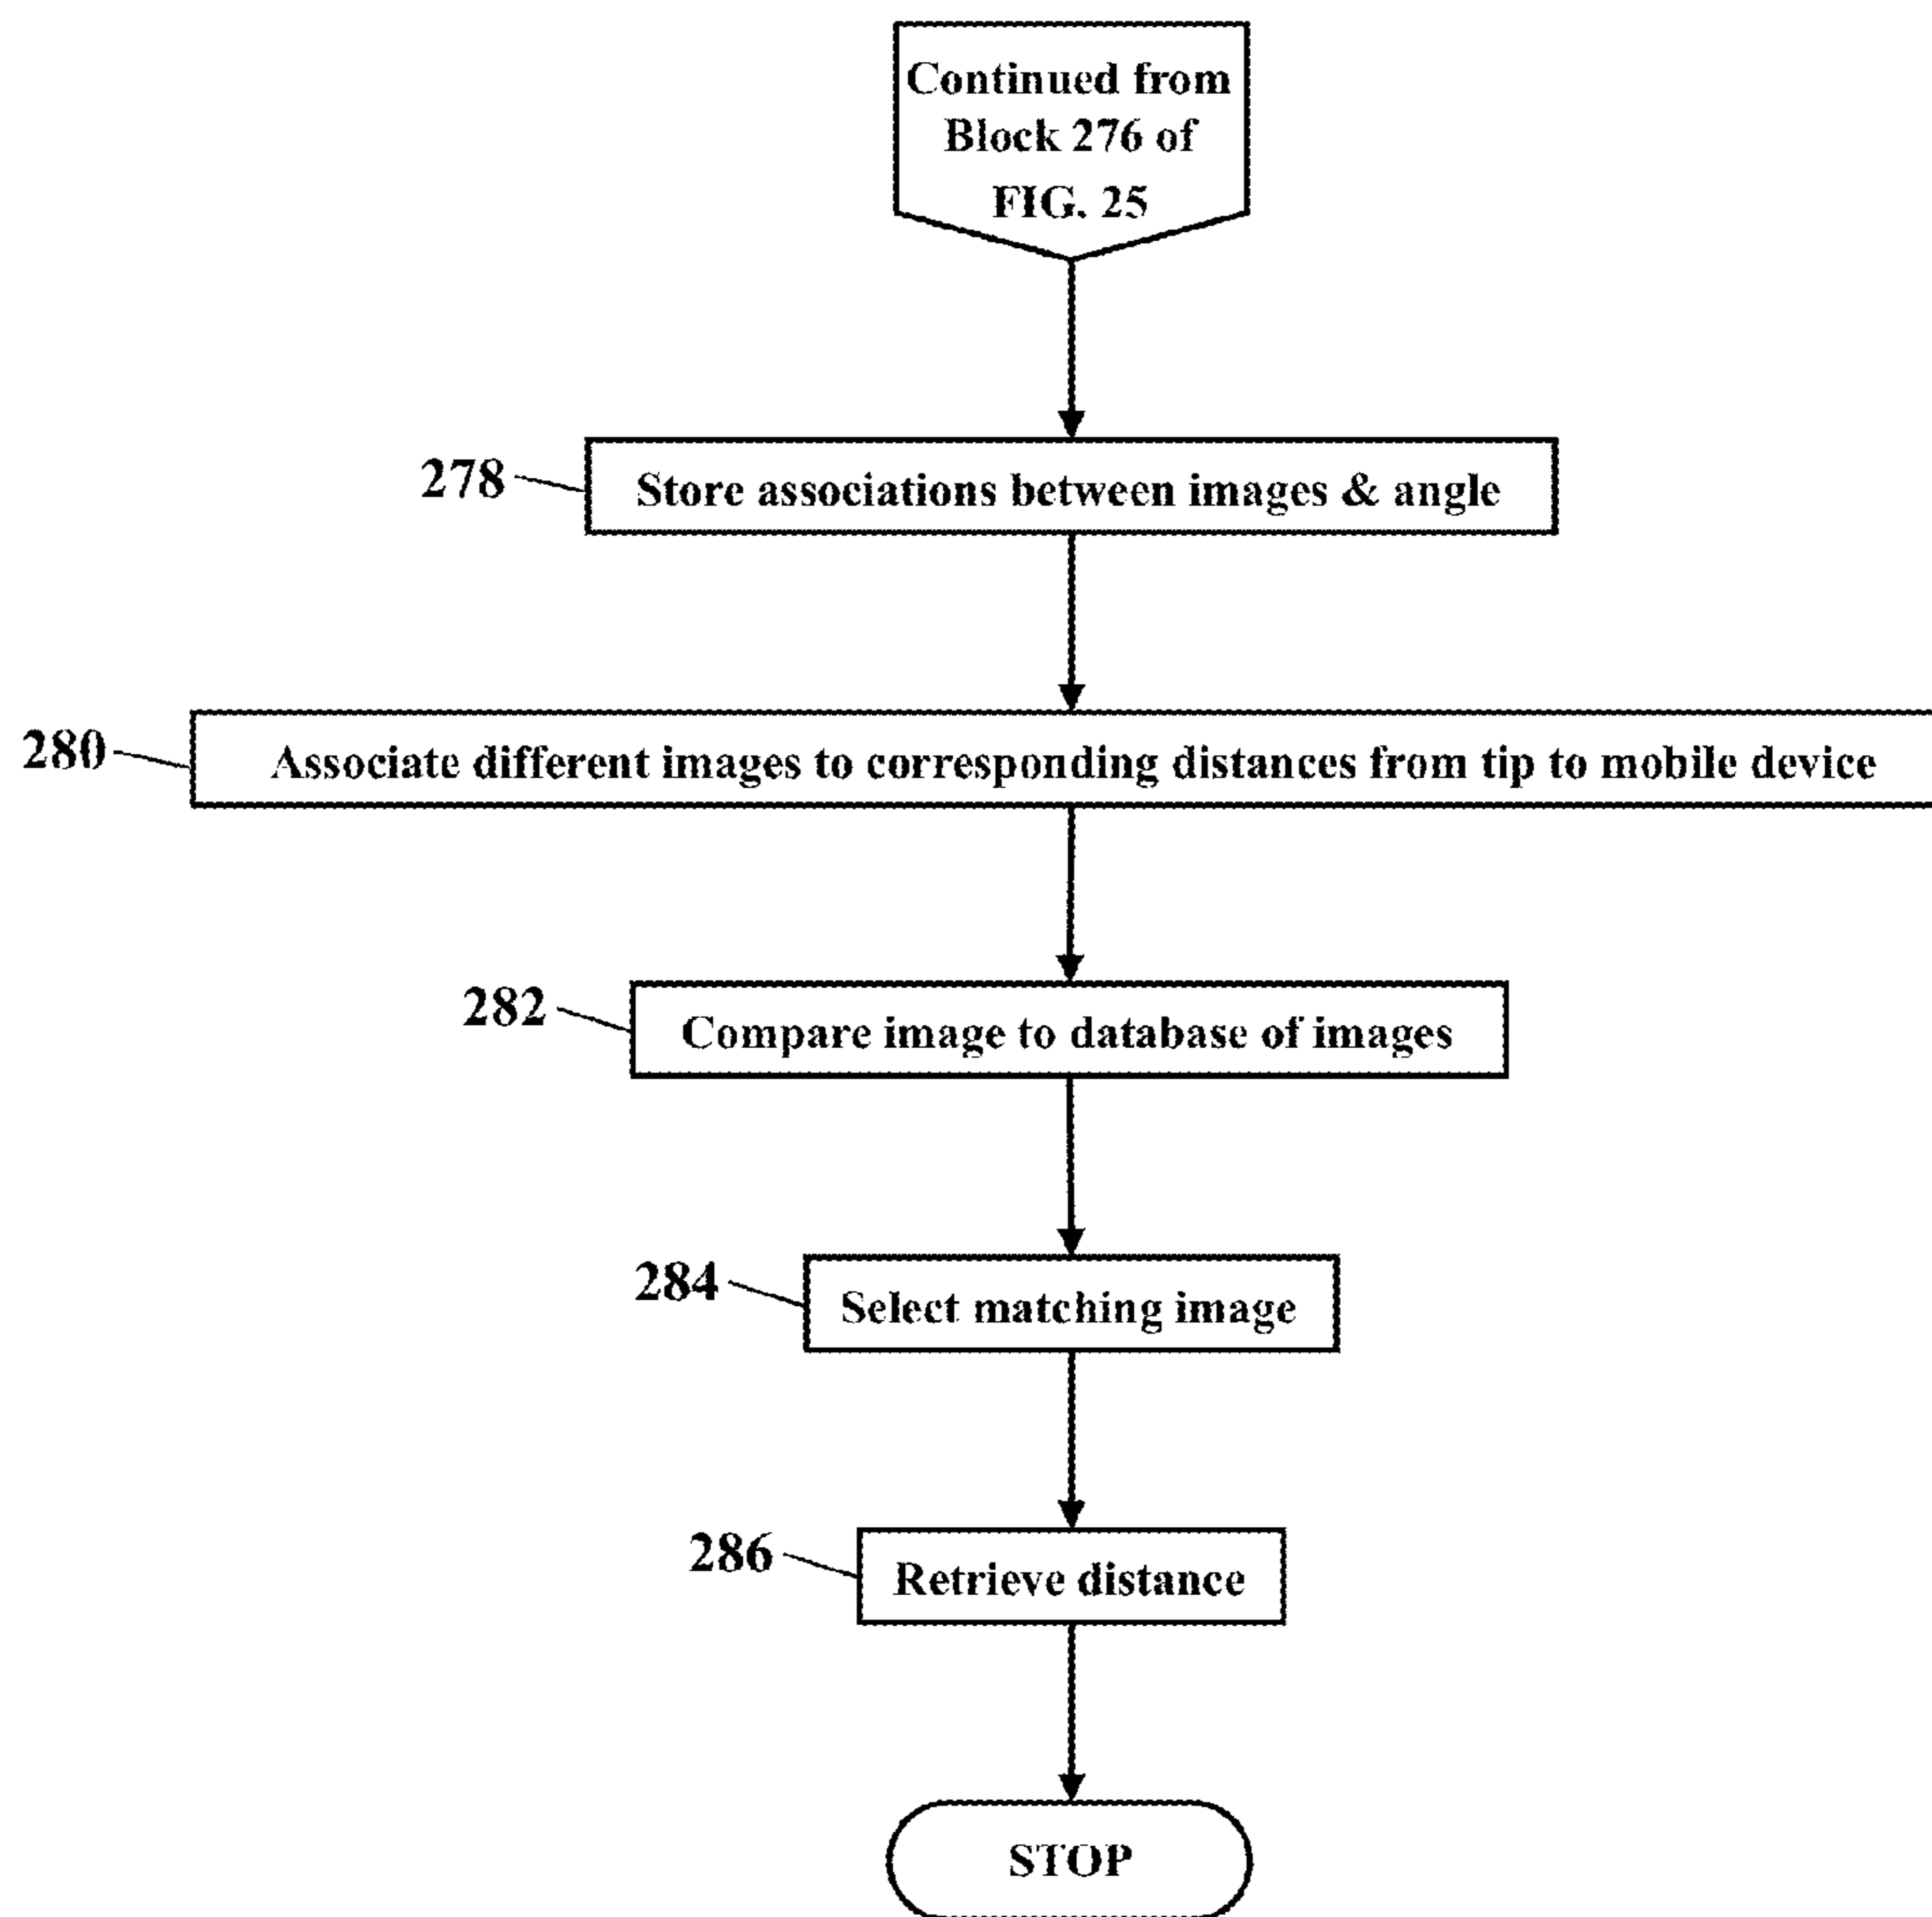 Continued from
Block 276 of
FIG. 25
278
Store associations between images & angle
280
Associate different images to corresponding distances from tip to mobile device
282
Compare image to database of images
284
Select matching image
286
Retrieve distance
STOP